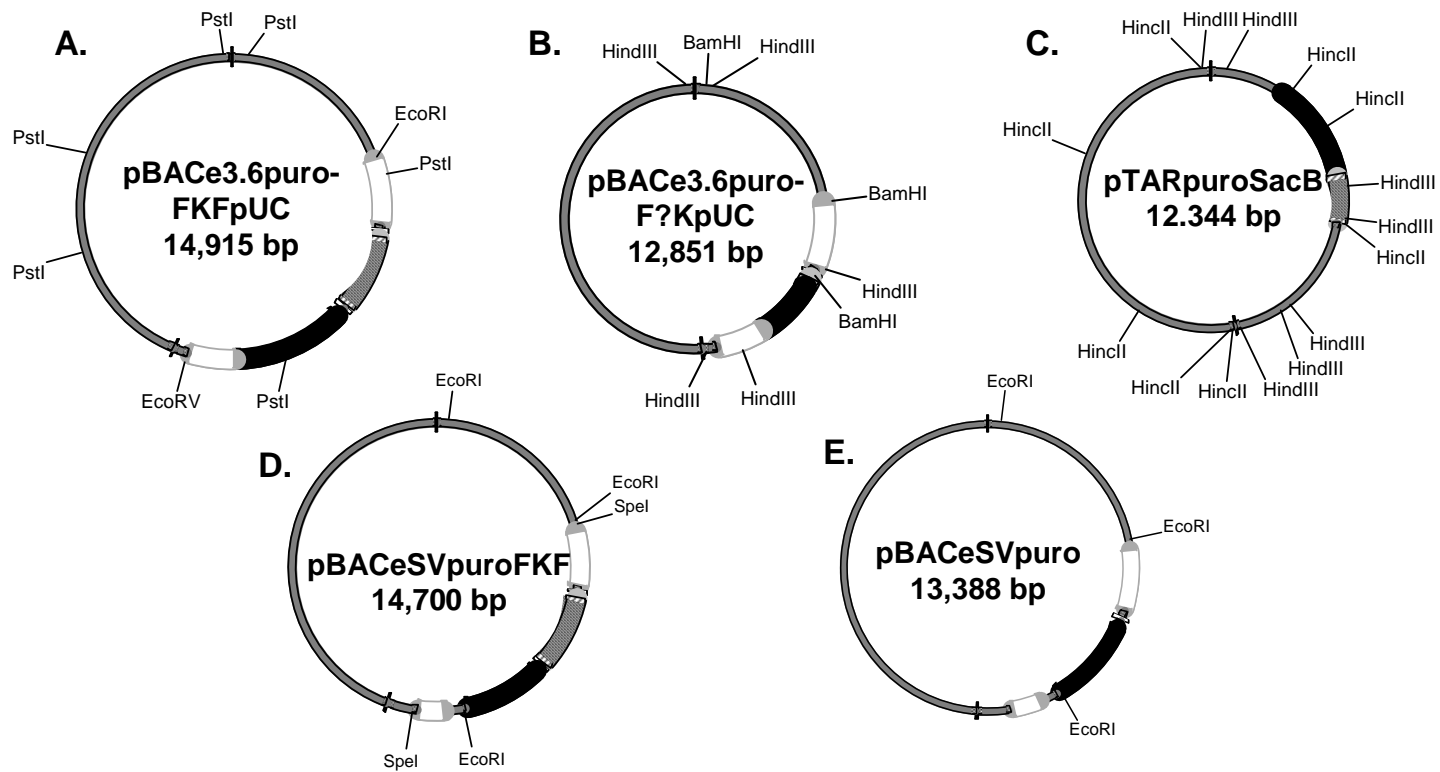 A.
PstI
PstI
EcoRI
PstI
PstI
PstI
pBACe3.6puro-
FKFpUC
14,915 bp
EcoRV
PstI
B.
HindIII
BamHI
HindIII
BamHI
pBACe3.6puro-
F?KpUC
12,851 bp
HindIII
BamHI
HindIII
HindIII
C.
HincII
HindIII
HindIII
HincII
HincII
HincII
pTARpuroSacB
12.344 bp
HindIII
HindIII
HincII
HindIII
HindIII
HincII
HincII
HincII
HindIII
D.
EcoRI
EcoRI
SpeI
pBACeSVpuroFKF
14,700 bp
SpeI
EcoRI
E.
EcoRI
EcoRI
pBACeSVpuro
13,388 bp
EcoRI